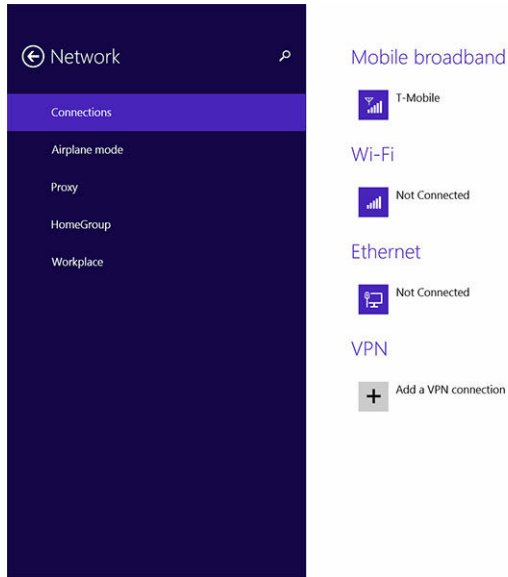 Network
Connections
Airplane mode
Proxy
HomeGroup
Workplace
Mobile broadband
T-Mobile
Wi-Fi
Not Connected
Ethernet
Not Connected
VPN
Add a VPN connection